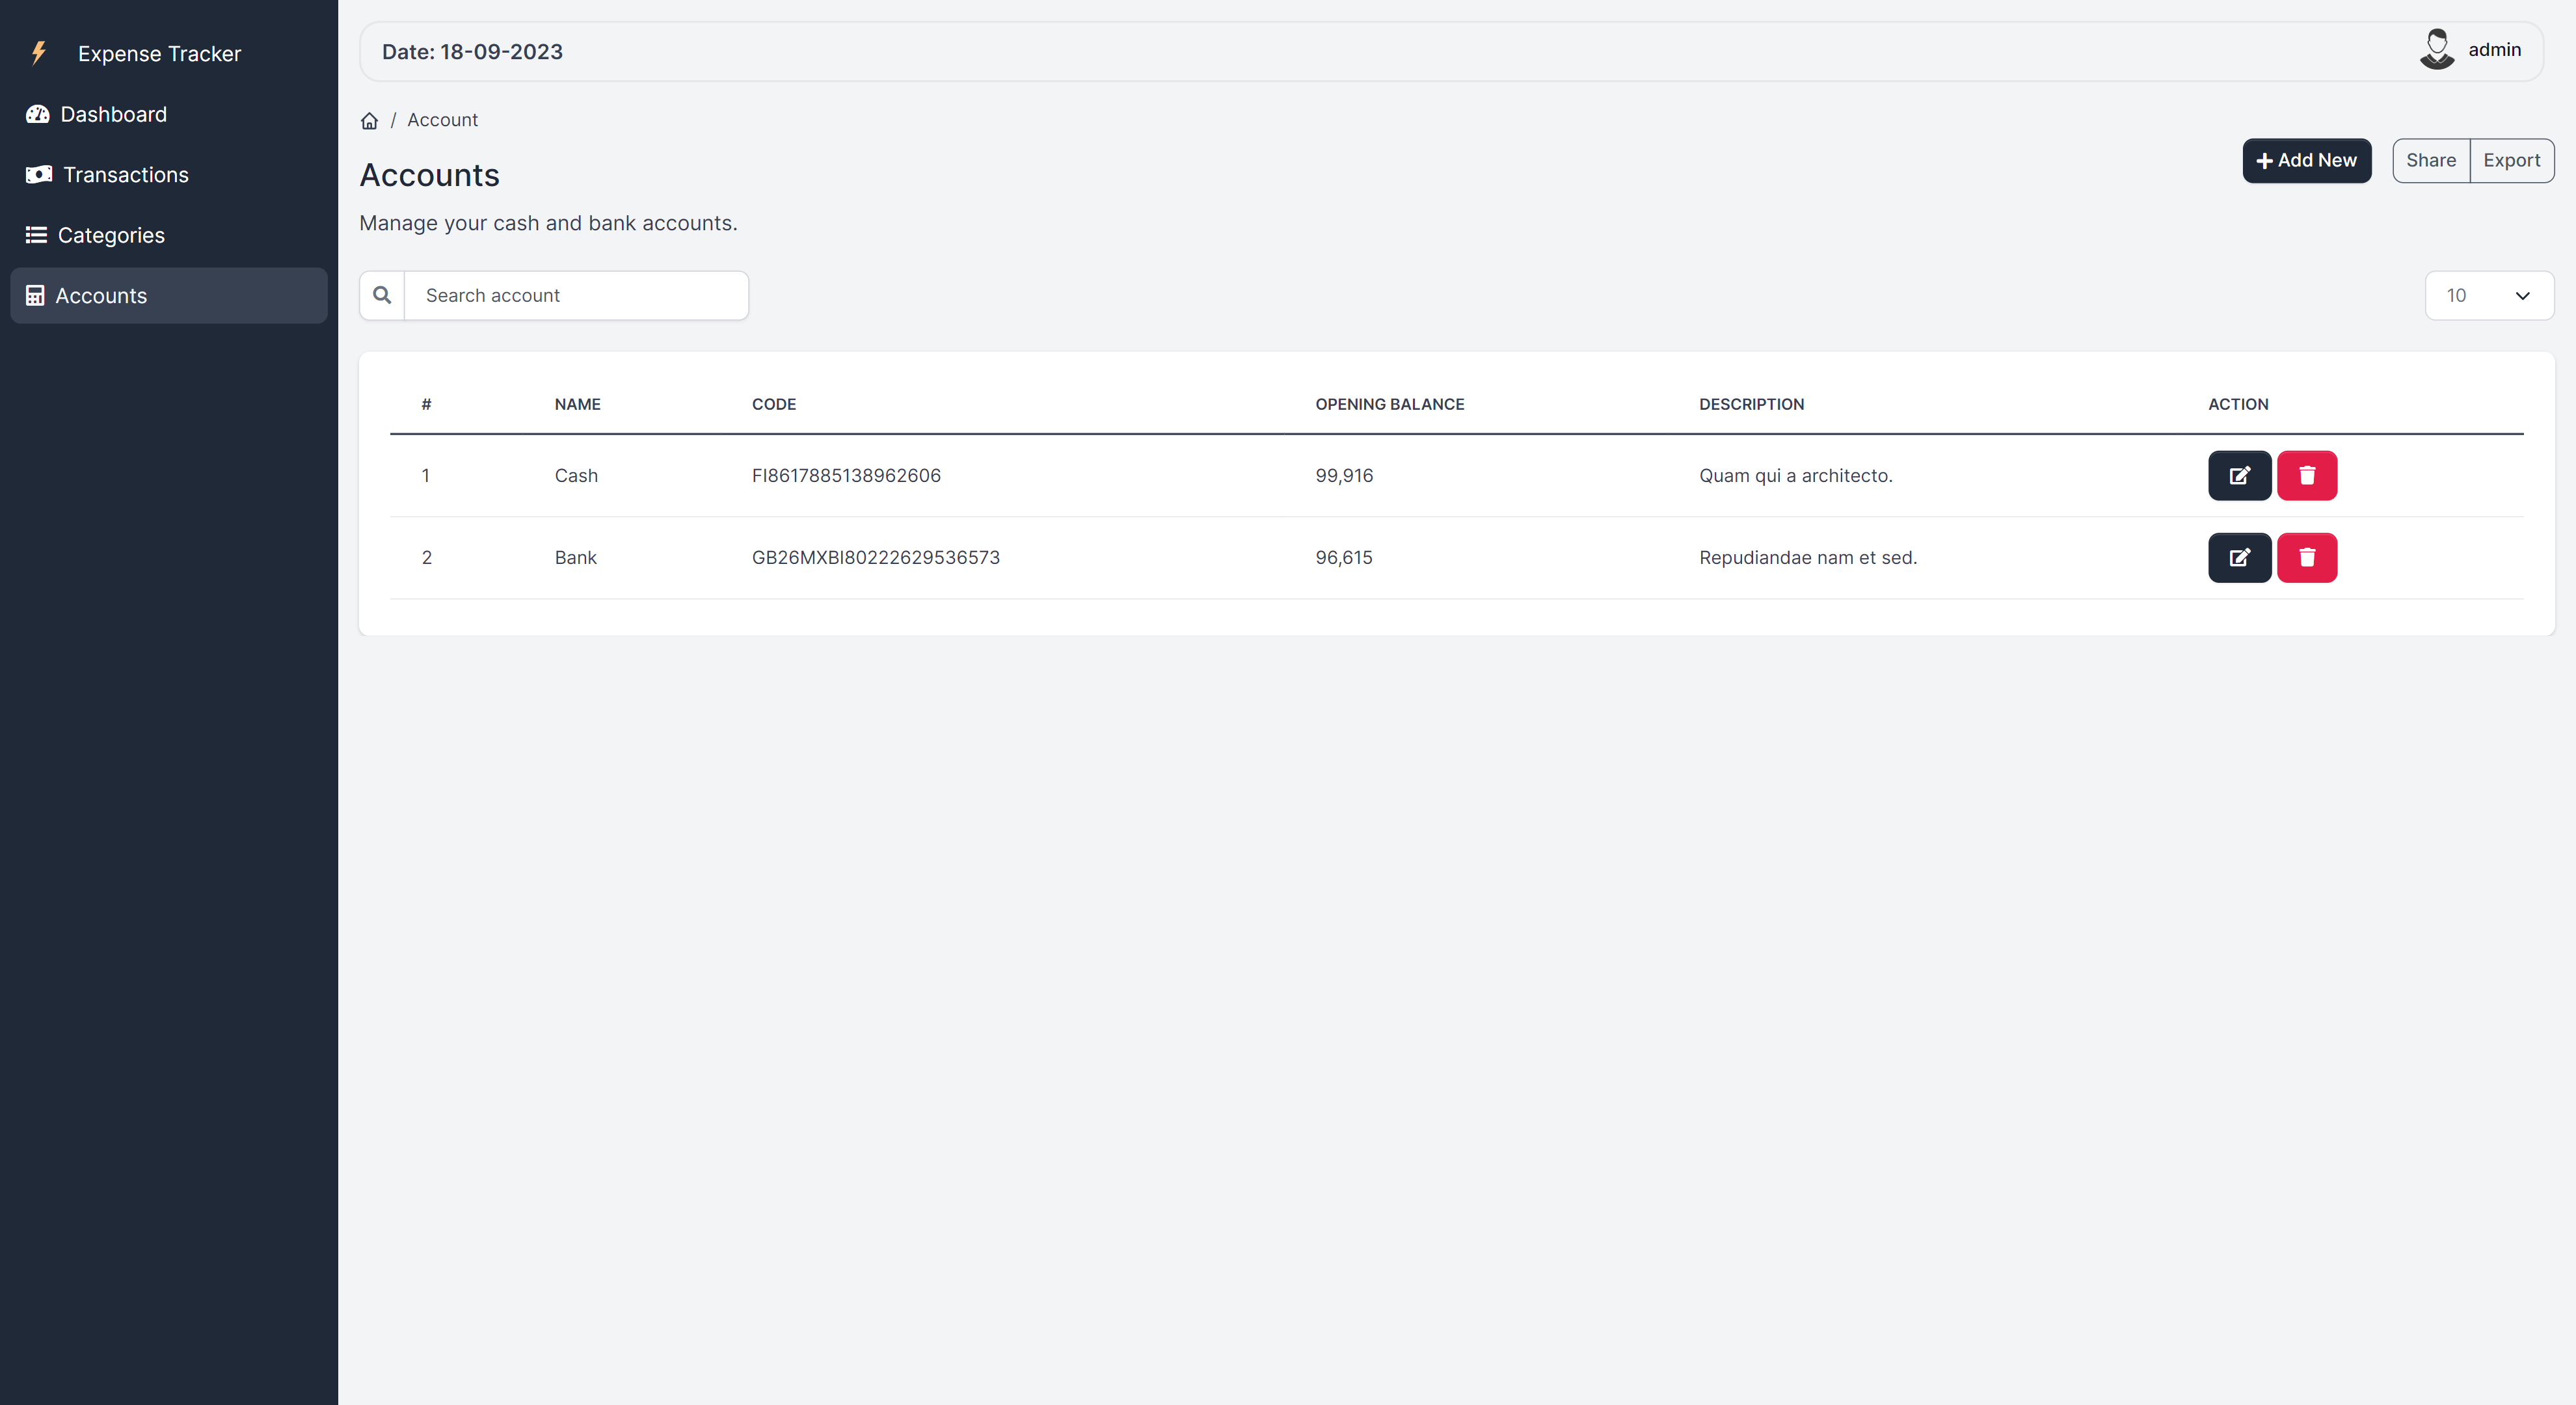 Expense Tracker
Dashboard
Transactions
Categories
Accounts
Date: 18-09-2023
admin
/ Account
Accounts
Manage your cash and bank accounts.
Add New
Share
Export
Search account
10
# NAME CODE OPENING BALANCE DESCRIPTION ACTION
1 Cash FI8617885138962606 99,916 Quam qui a architecto.
2 Bank GB26MXBI80222629536573 96,615 Repudiandae nam et sed.